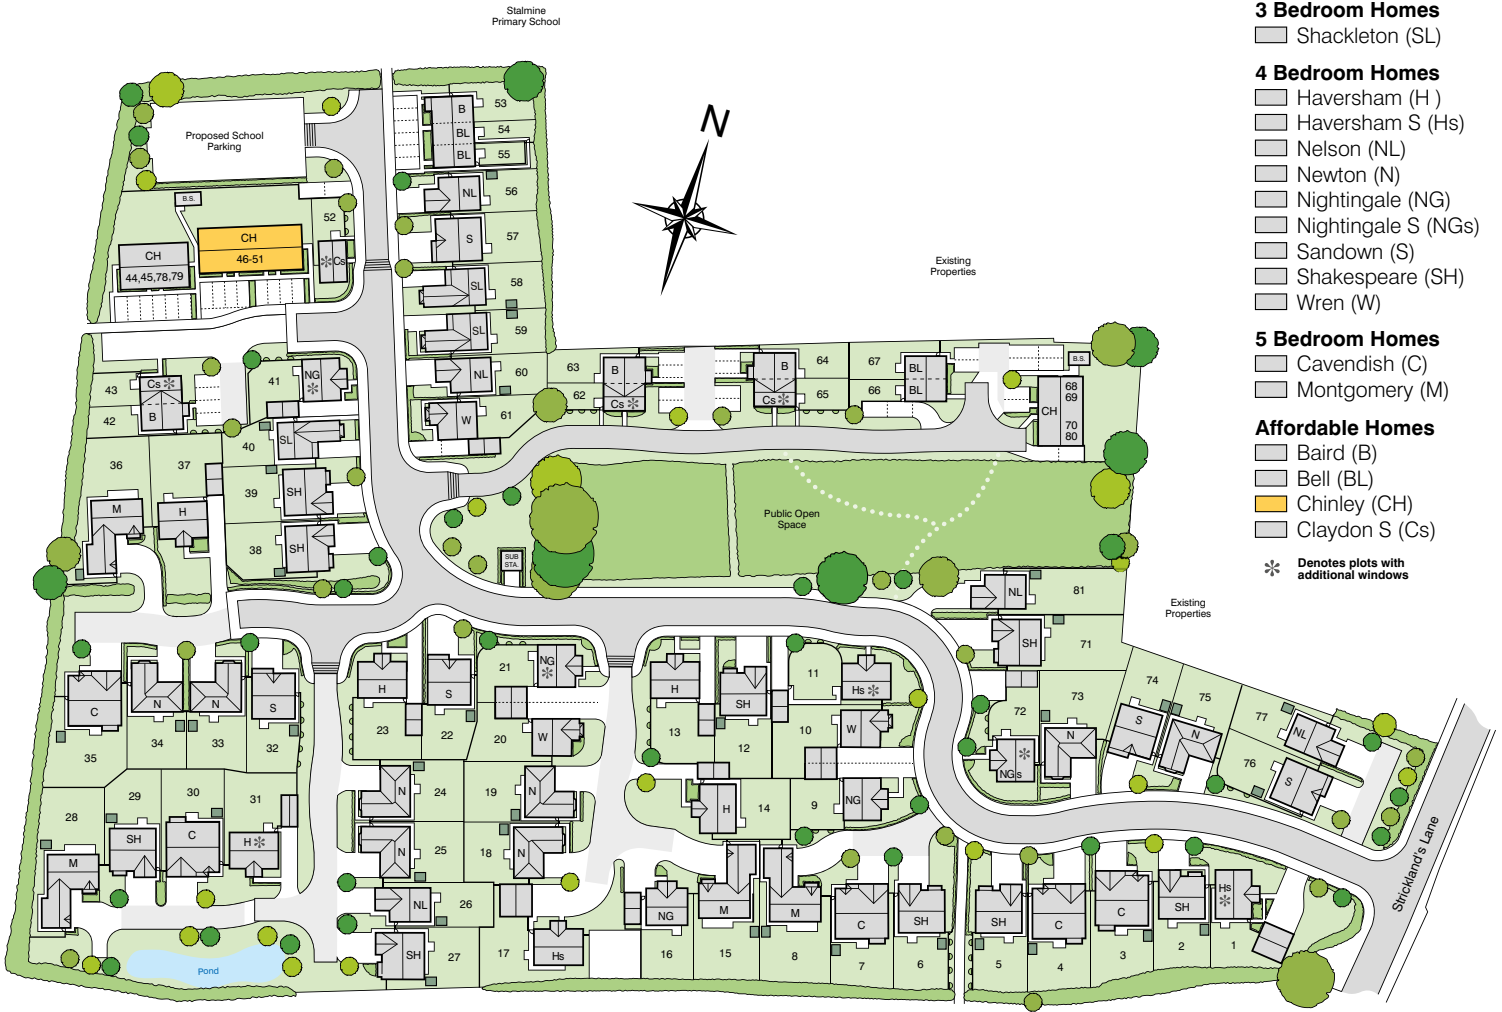 Stalmine
Primary School
3 Bedroom Homes
Shackleton (SL)
4 Bedroom Homes
Haversham (H )
Haversham S (Hs)
Nelson (NL)
Newton (N)
Nightingale (NG)
Nightingale S (NGs)
Sandown (S)
Shakespeare (SH)
Wren (W)
5 Bedroom Homes
Cavendish (C)
Montgomery (M)
Affordable Homes
Baird (B)
Bell (BL)
Chinley (CH)
Claydon S (Cs)
Denotes plots with
additional windows
N
Proposed School
Parking
B.S.
CH
46-51
CH
44,45,78,79
52
Cs
B
53
BL
54
BL
55
NL
56
S
57
SL
58
SL
59
NL
60
W
61
Existing
Properties
63
B
62
Cs
B
64
Cs
65
67
BL
66
BL
B.S.
CH
68
69
70
80
43
Cs
42
B
41
NG
40
SL
36
37
39
SH
M
H
38
SH
SUB
STA.
Public Open
Space
Existing
Properties
NL
81
SH
71
72
73
74
75
77
76
NGs
N
S
N
NL
S
C
N
N
S
35
34
33
32
H
S
23
22
21
NG
20
W
H
SH
13
12
11
Hs
10
W
28
29
30
31
SH
C
H
M
N
24
19
N
N
25
18
N
NL
26
SH
27
17
Hs
H
14
9
NG
NG
M
M
C
SH
16
15
8
7
6
SH
C
C
SH
Hs
5
4
3
2
1
Pond
Strickland's Lane